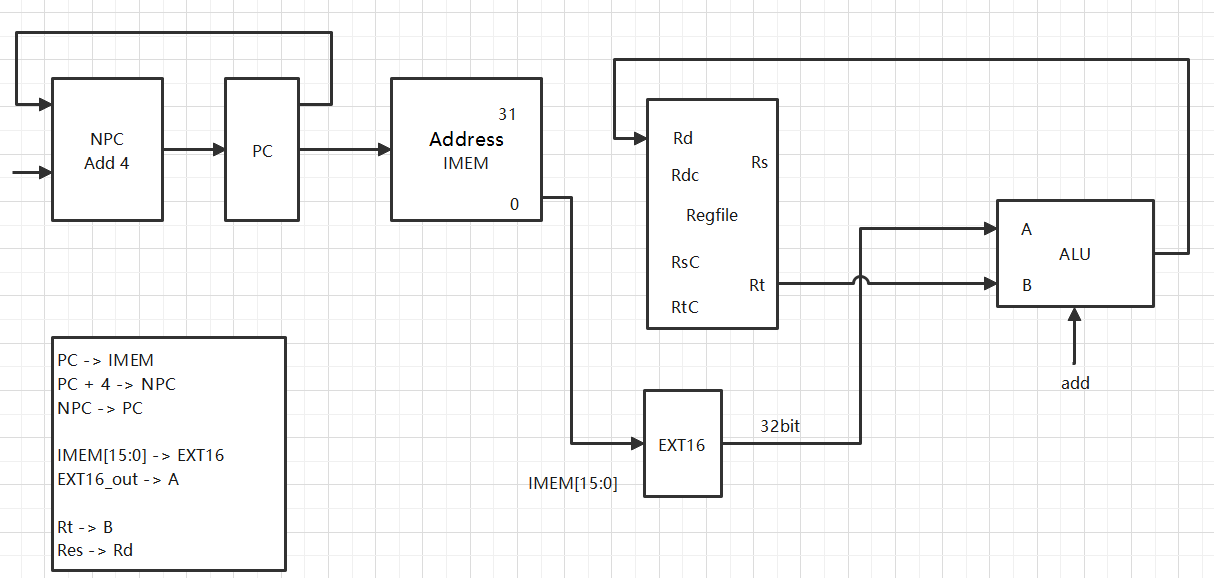 NPC
Add 4
PC
31
Address
IMEM
0
Rd
Rs
Rdc
Regfile
RsC
Rt
RtC
A
ALU
B
add
EXT16
32bit
IMEM[15:0]
PC -> IMEM
PC + 4 -> NPC
NPC -> PC
IMEM[15:0] -> EXT16
EXT16_out -> A
Rt -> B
Res -> Rd